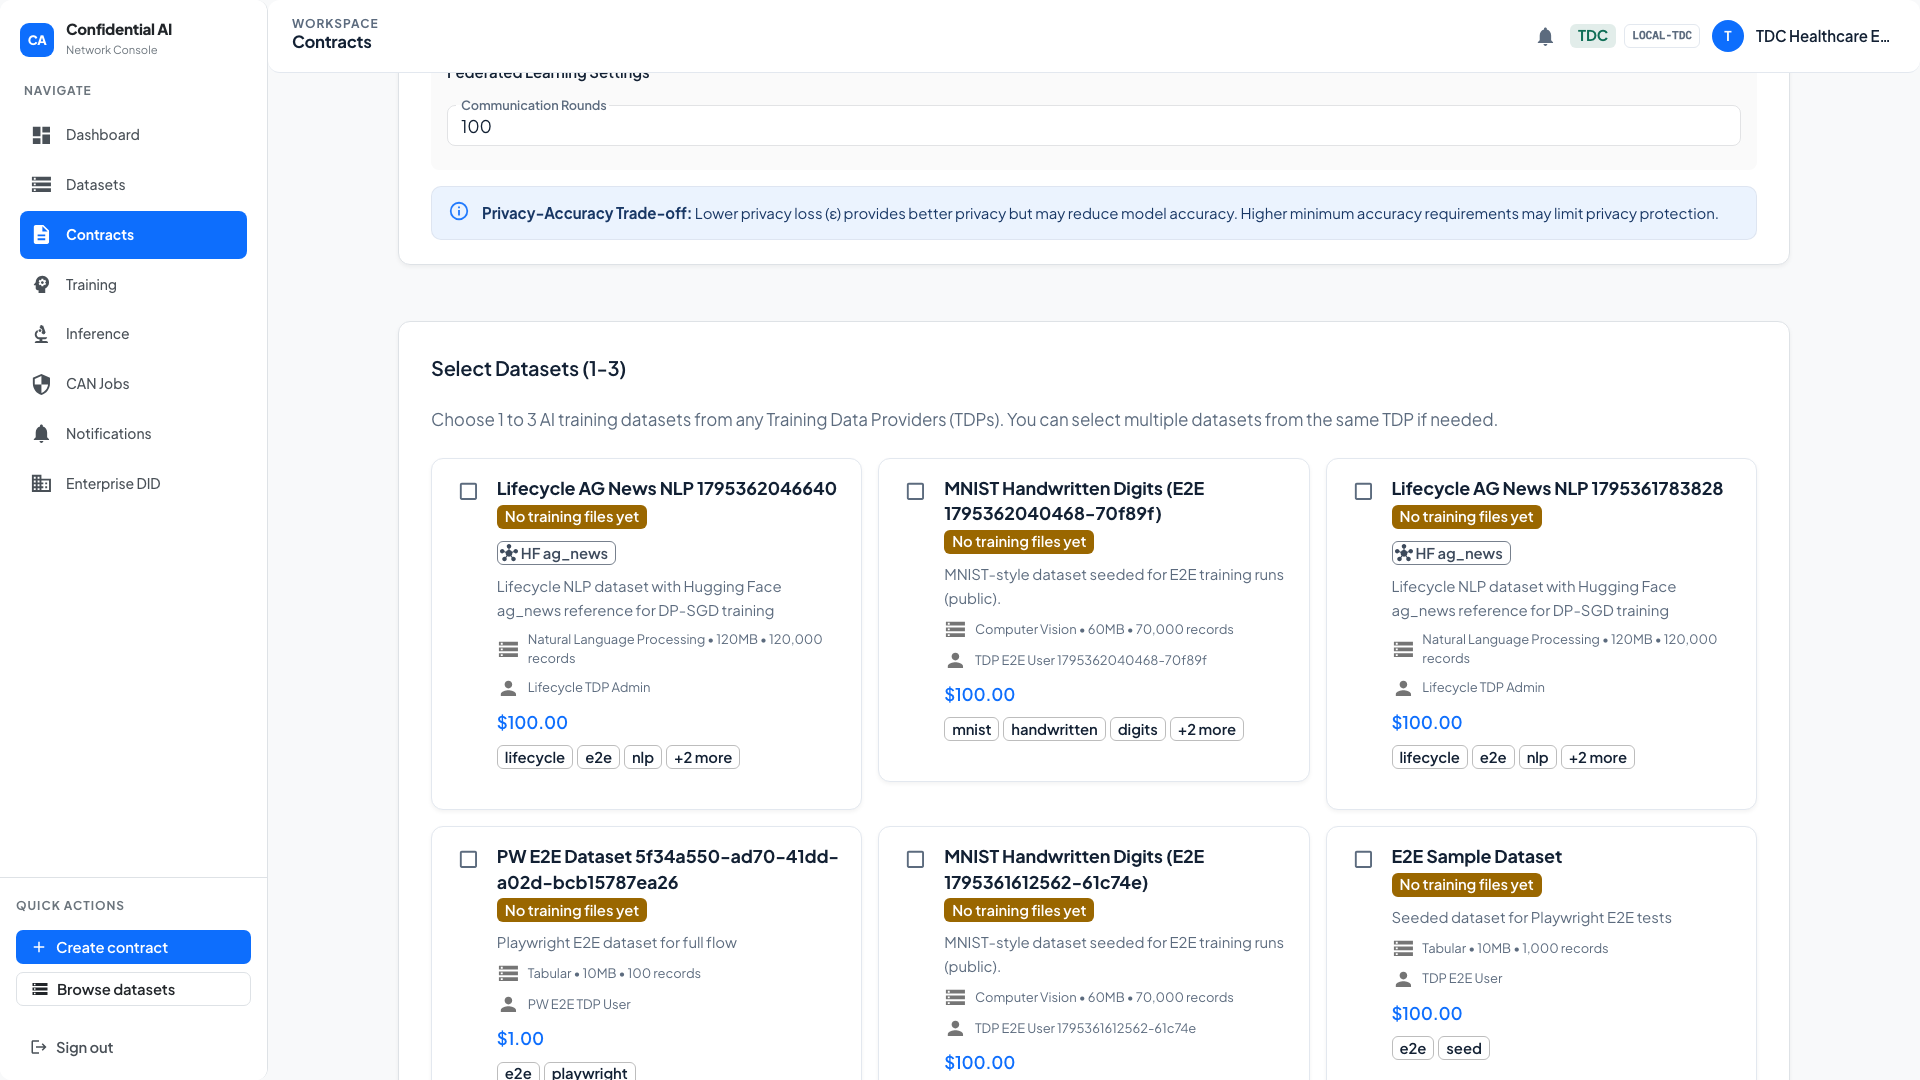 CA
Confidential AI
Network Console
NAVIGATE
Dashboard
Datasets
Contracts
Training
Inference
CAN Jobs
Notifications
Enterprise DID
QUICK ACTIONS
+ Create contract
Browse datasets
Sign out
WORKSPACE
Contracts
TDC
LOCAL-TDC
T
TDC Healthcare E...
Federated Learning Settings
Communication Rounds
100
Privacy-Accuracy Trade-off: Lower privacy loss (ε) provides better privacy but may reduce model accuracy. Higher minimum accuracy requirements may limit privacy protection.
Select Datasets (1-3)
Choose 1 to 3 AI training datasets from any Training Data Providers (TDPs). You can select multiple datasets from the same TDP if needed.
Lifecycle AG News NLP 1795362046640
No training files yet
HF ag_news
Lifecycle NLP dataset with Hugging Face
ag_news reference for DP-SGD training
Natural Language Processing • 120MB • 120,000
records
Lifecycle TDP Admin
$100.00
lifecycle e2e nlp +2 more
MNIST Handwritten Digits (E2E
1795362040468-70f89f)
No training files yet
MNIST-style dataset seeded for E2E training runs
(public).
Computer Vision • 60MB • 70,000 records
TDP E2E User 1795362040468-70f89f
$100.00
mnist handwritten digits +2 more
Lifecycle AG News NLP 1795361783828
No training files yet
HF ag_news
Lifecycle NLP dataset with Hugging Face
ag_news reference for DP-SGD training
Natural Language Processing • 120MB • 120,000
records
Lifecycle TDP Admin
$100.00
lifecycle e2e nlp +2 more
PW E2E Dataset 5f34a550-ad70-41dd-
a02d-bcb15787ea26
No training files yet
Playwright E2E dataset for full flow
Tabular • 10MB • 100 records
PW E2E TDP User
$1.00
e2e playwright
MNIST Handwritten Digits (E2E
1795361612562-61c74e)
No training files yet
MNIST-style dataset seeded for E2E training runs
(public).
Computer Vision • 60MB • 70,000 records
TDP E2E User 1795361612562-61c74e
$100.00
E2E Sample Dataset
No training files yet
Seeded dataset for Playwright E2E tests
Tabular • 10MB • 1,000 records
TDP E2E User
$100.00
e2e seed